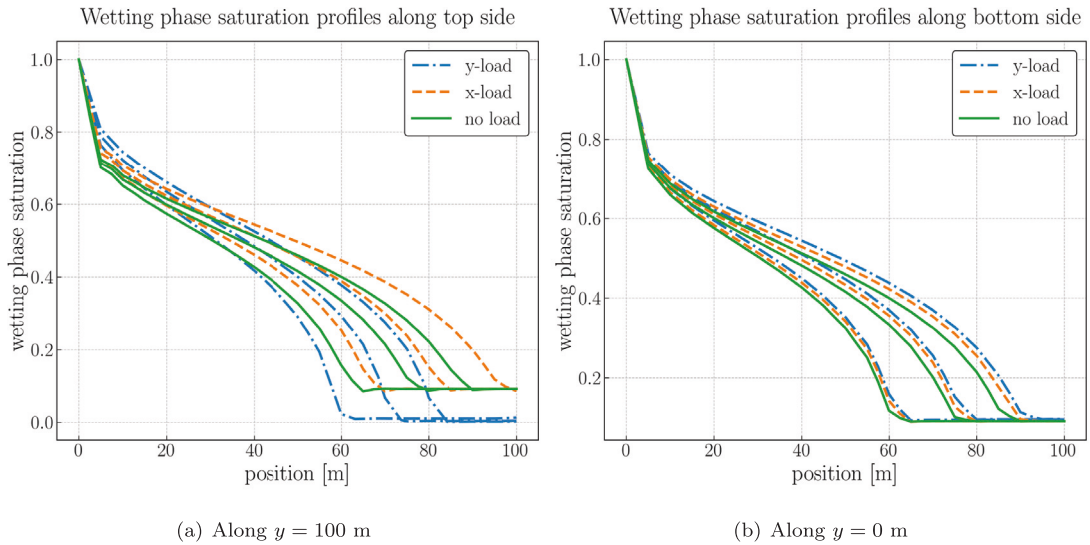 Wetting phase saturation profiles along top side
wetting phase saturation
1.0
0.8
0.6
0.4
0.2
0.0
y-load
x-load
no load
0
20
40
60
80
100
position [m]
(a) Along y = 100 m
Wetting phase saturation profiles along bottom side
wetting phase saturation
1.0
0.8
0.6
0.4
0.2
y-load
x-load
no load
0
20
40
60
80
100
position [m]
(b) Along y = 0 m